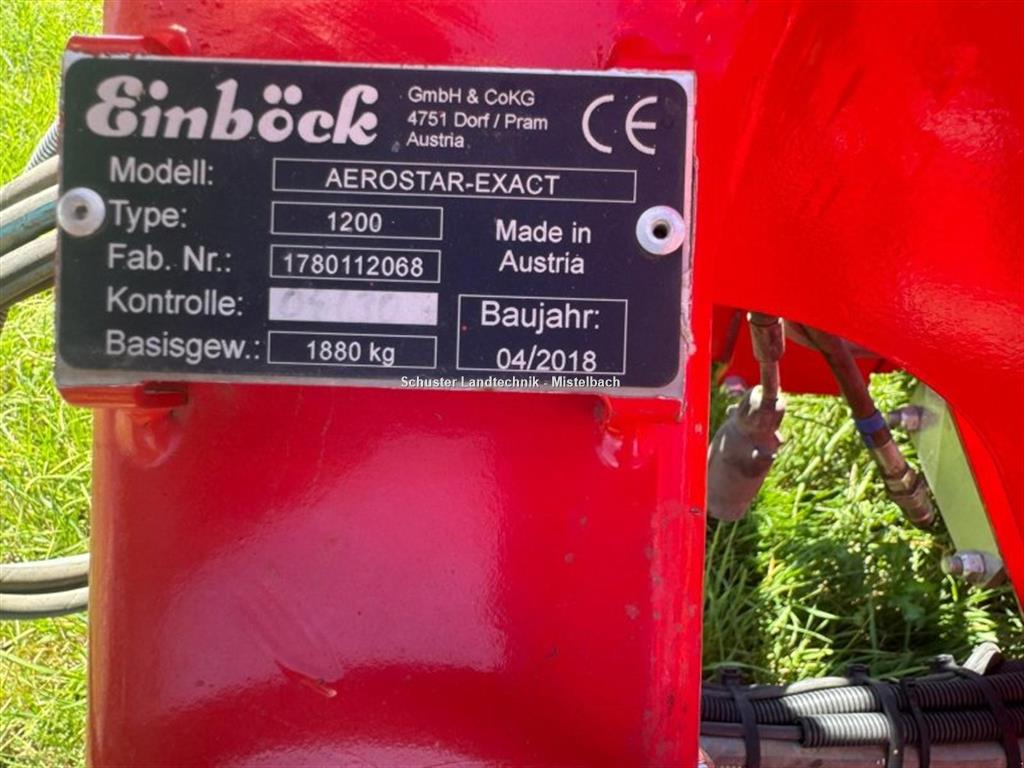 Einböck
GmbH & CoKG
4751 Dorf / Pram
Austria
CE
Modell: AEROSTAR-EXACT
Type: 1200
Fab. Nr.: 1780112068
Made in
Austria
Kontrolle:
Basisgew.: 1880 kg
Baujahr:
04/2018
Schuster Landtechnik - Mistelbach